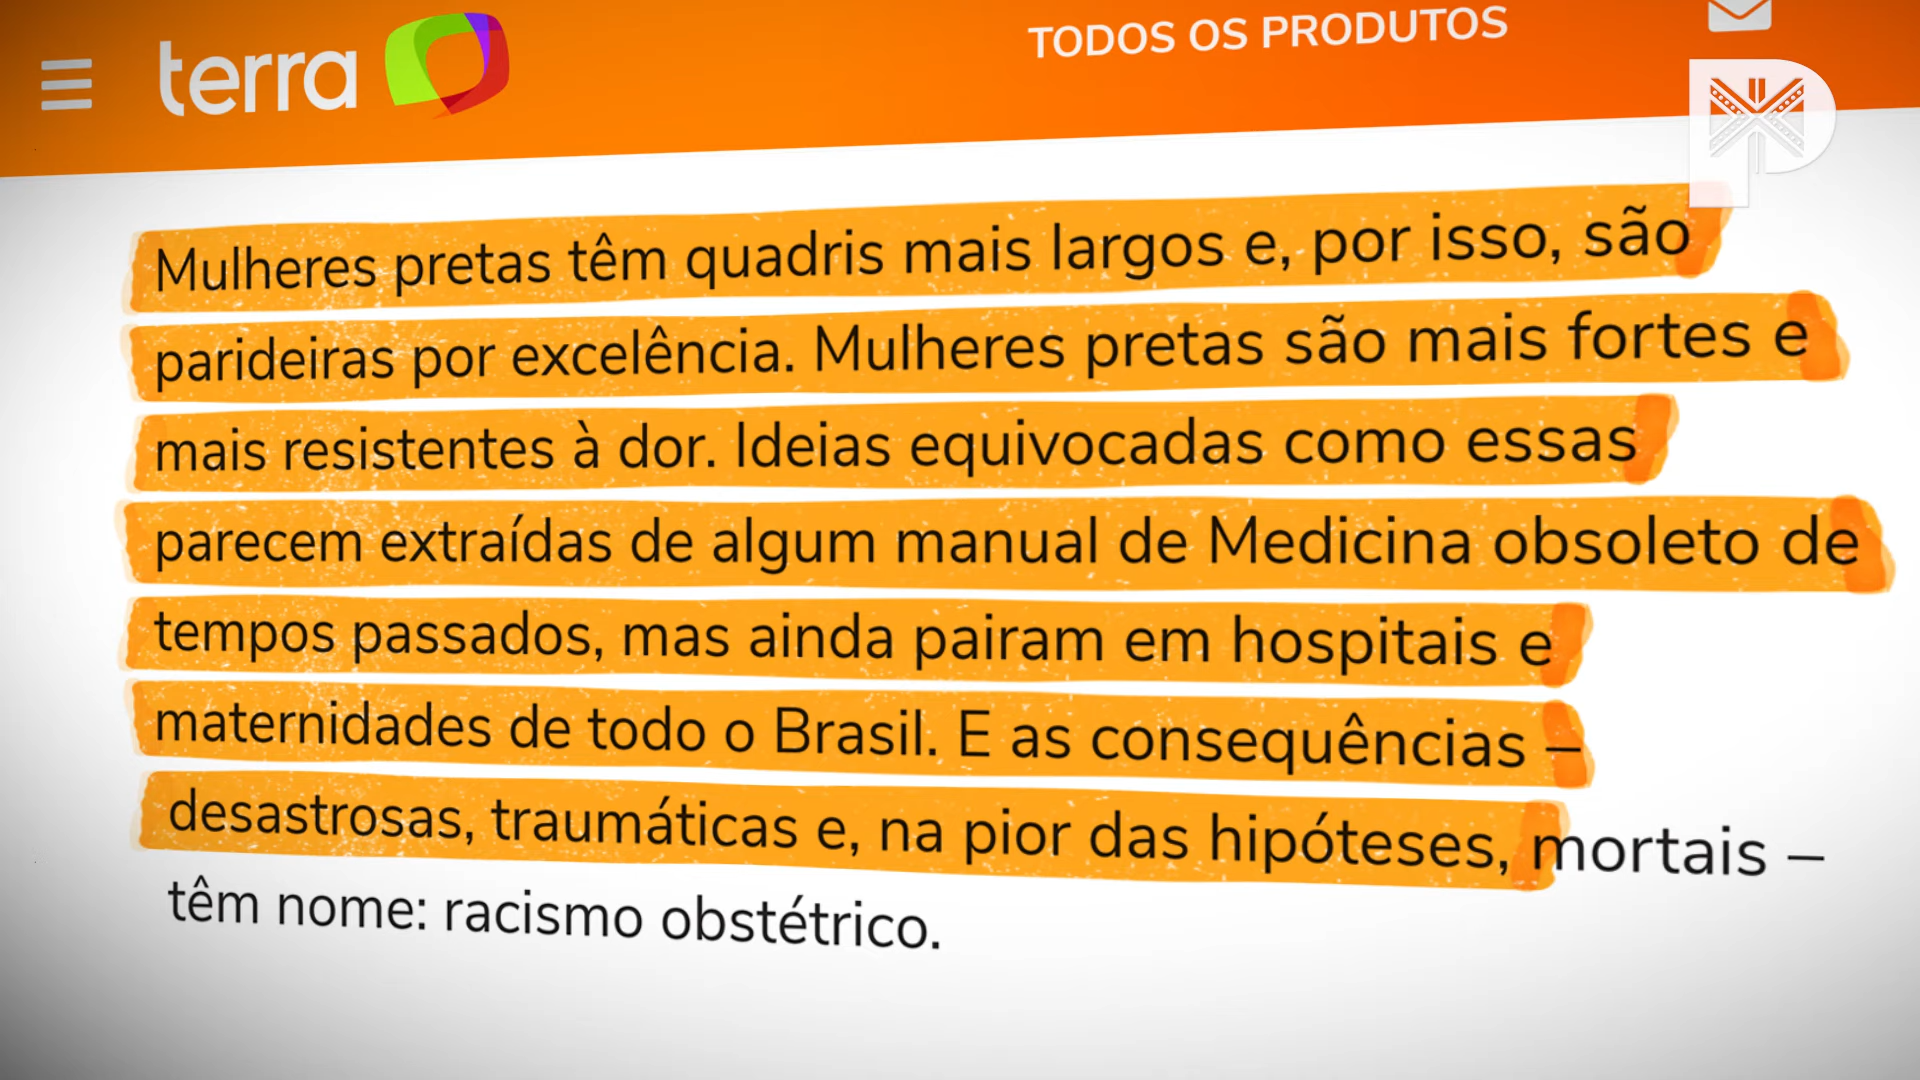 terra
TODOS OS PRODUTOS
Mulheres pretas têm quadris mais largos e, por isso, são
parideiras por excelência. Mulheres pretas são mais fortes e
mais resistentes à dor. Ideias equivocadas como essas
parecem extraídas de algum manual de Medicina obsoleto de
tempos passados, mas ainda pairam em hospitais e
maternidades de todo o Brasil. E as consequências –
desastrosas, traumáticas e, na pior das hipóteses, mortais –
têm nome: racismo obstétrico.